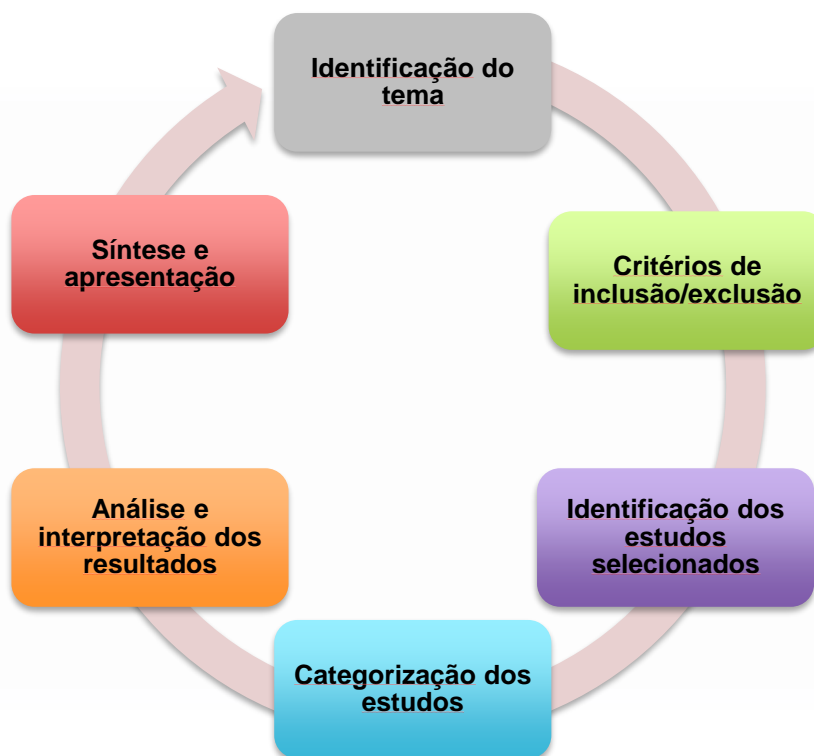 Identificação do
tema
Critérios de
inclusão/exclusão
Identificação dos
estudos
selecionados
Categorização dos
estudos
Análise e
interpretação dos
resultados
Síntese e
apresentação